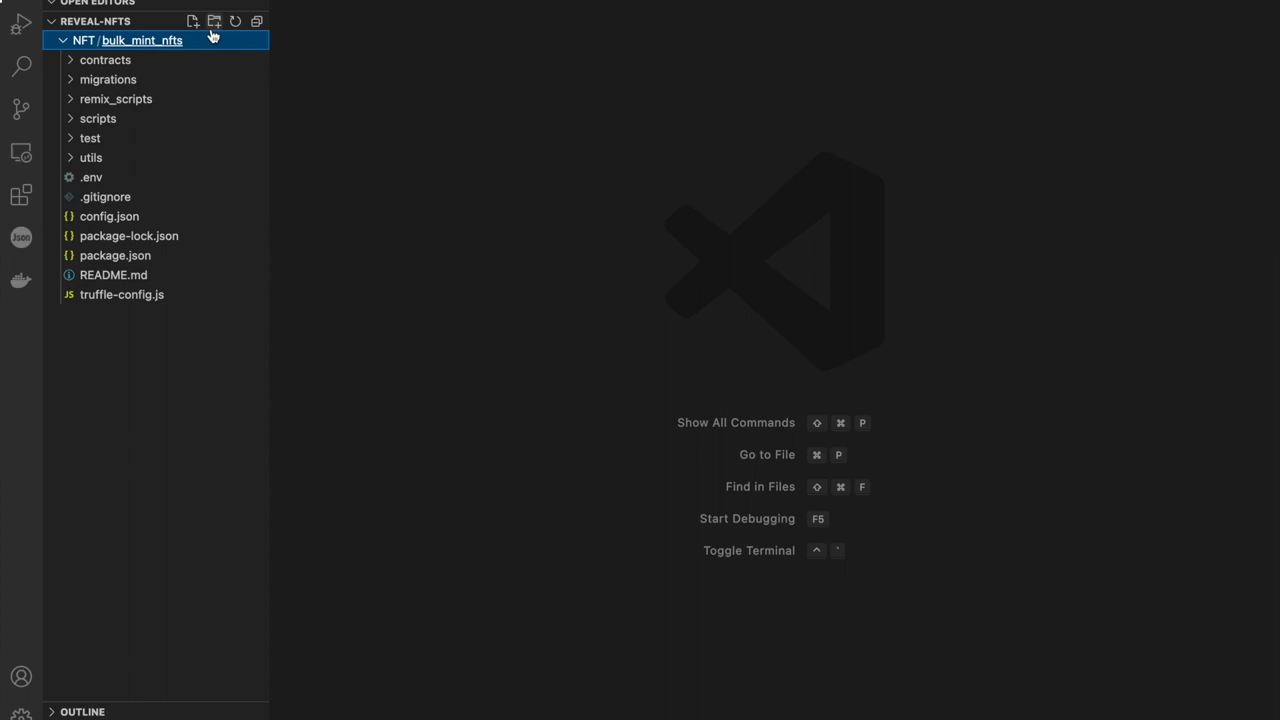 OPEN EDITORS
REVEAL-NFTS
NFT / bulk_mint_nfts
contracts
migrations
remix_scripts
scripts
test
utils
.env
.gitignore
{} config.json
{} package-lock.json
{} package.json
README.md
JS truffle-config.js
Json
OUTLINE
Show All Commands ⇧ ⌘ P
Go to File ⌘ P
Find in Files ⇧ ⌘ F
Start Debugging F5
Toggle Terminal ^ `